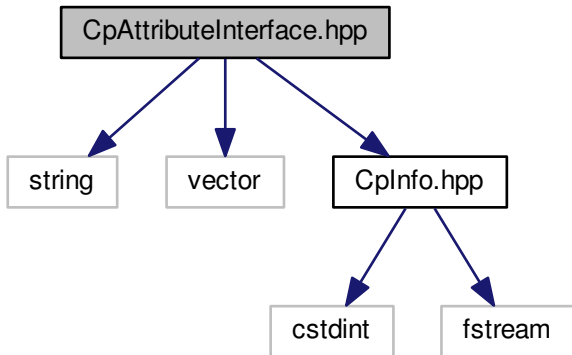 CpAttributeInterface.hpp
string
vector
CpInfo.hpp
cstdint
fstream